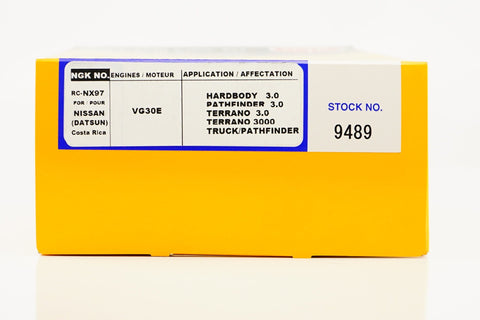 NGK NO. ENGINES / MOTEUR APPLICATION / AFFECTATION
RC-NX97
FOR / POUR
NISSAN
(DATSUN)
Costa Rica
VG30E
HARDBODY 3.0
PATHFINDER 3.0
TERRANO 3.0
TERRANO 3000
TRUCK/PATHFINDER
STOCK NO.
9489